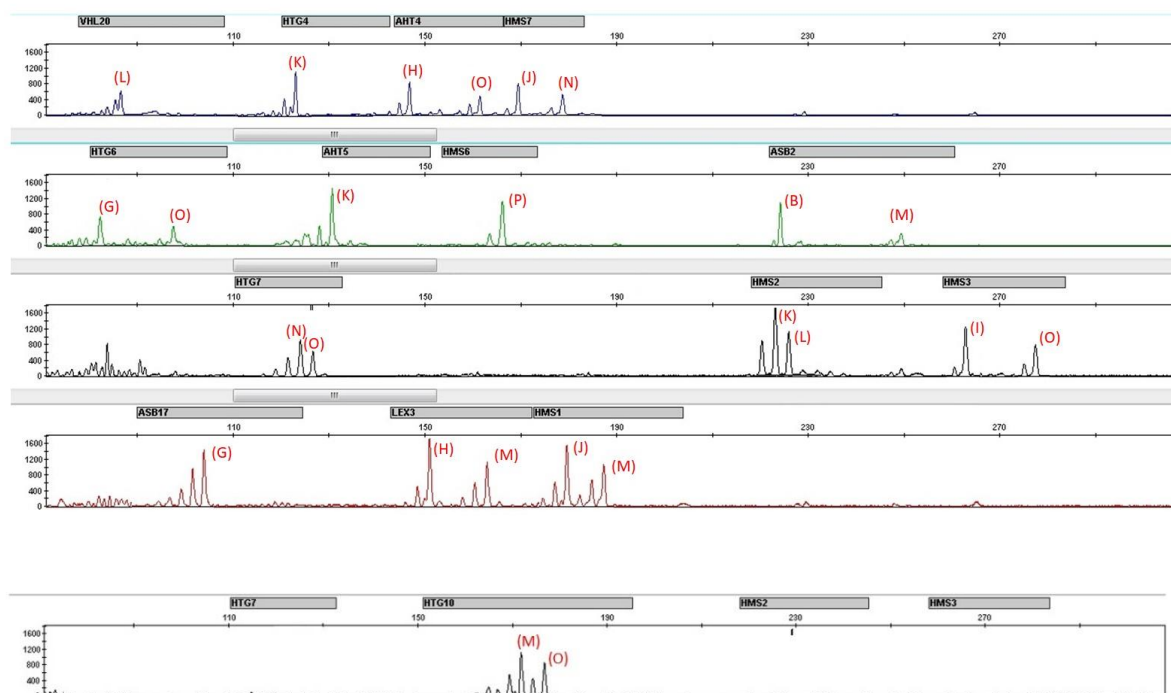 VHL20 HTG4 AHT4 HMS7
110 150 190 230 270
1600
1200
800
400
0
(L) (K) (H) (O) (J) (N)
HTG6 AHT5 HMS6 ASB2
110 150 190 230 270
1600
1200
800
400
0
(G) (O) (K) (P) (B) (M)
HTG7 HMS2 HMS3
110 150 190 230 270
1600
1200
800
400
0
(N) (O) (K) (L) (I) (O)
ASB17 LEX3 HMS1
110 150 190 230 270
1600
1200
800
400
0
(G) (H) (M) (J) (M)
HTG7 HTG10 HMS2 HMS3
110 150 190 230 270
1600
1200
800
400
(M) (O)